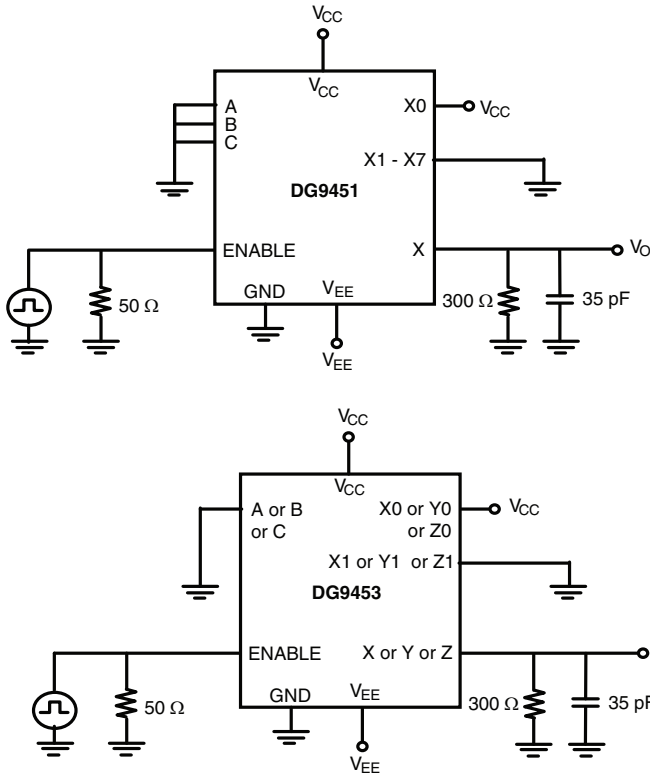 VCC
VCC
A
B
C
X0
VCC
X1 - X7
DG9451
ENABLE
X
VO
50 Ω
GND
VEE
300 Ω
35 pF
VEE
VCC
VCC
A or B
or C
X0 or Y0
or Z0
VCC
X1 or Y1 or Z1
DG9453
ENABLE
X or Y or Z
50 Ω
GND
VEE
300 Ω
35 pF
VEE